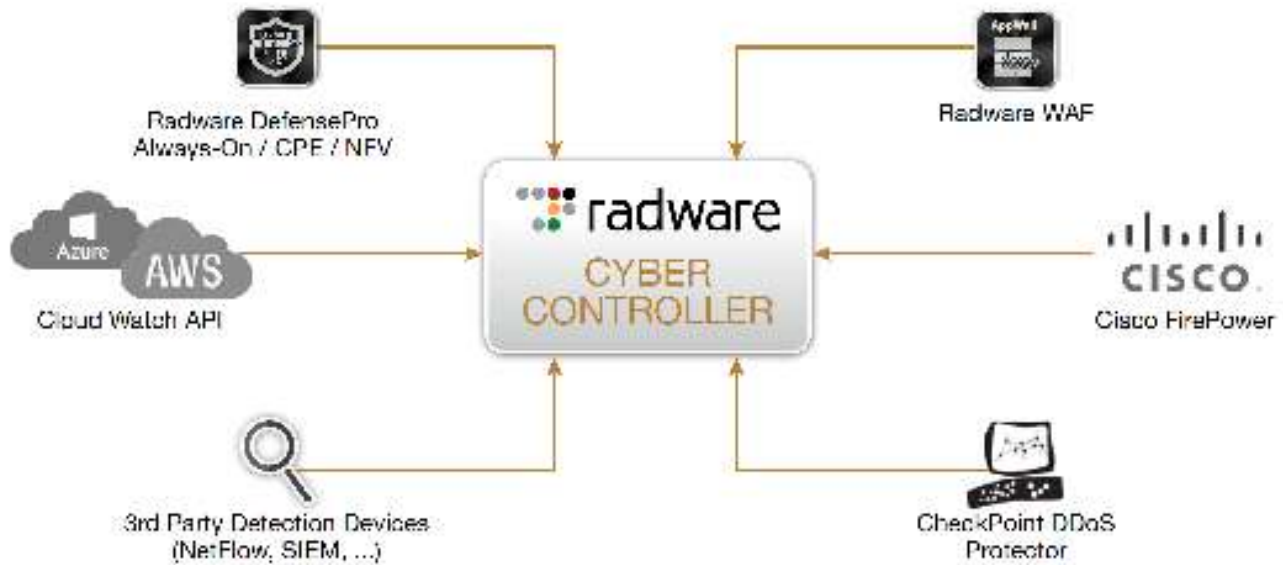 AppWall
Radware DefensePro
Always-On / CPE / NFV
Radware WAF
radware
CYBER
CONTROLLER
Azure
AWS
Cloud Watch API
CISCO
Cisco FirePower
3rd Party Detection Devices
(NetFlow, SIEM, ...)
CheckPoint DDoS
Protector